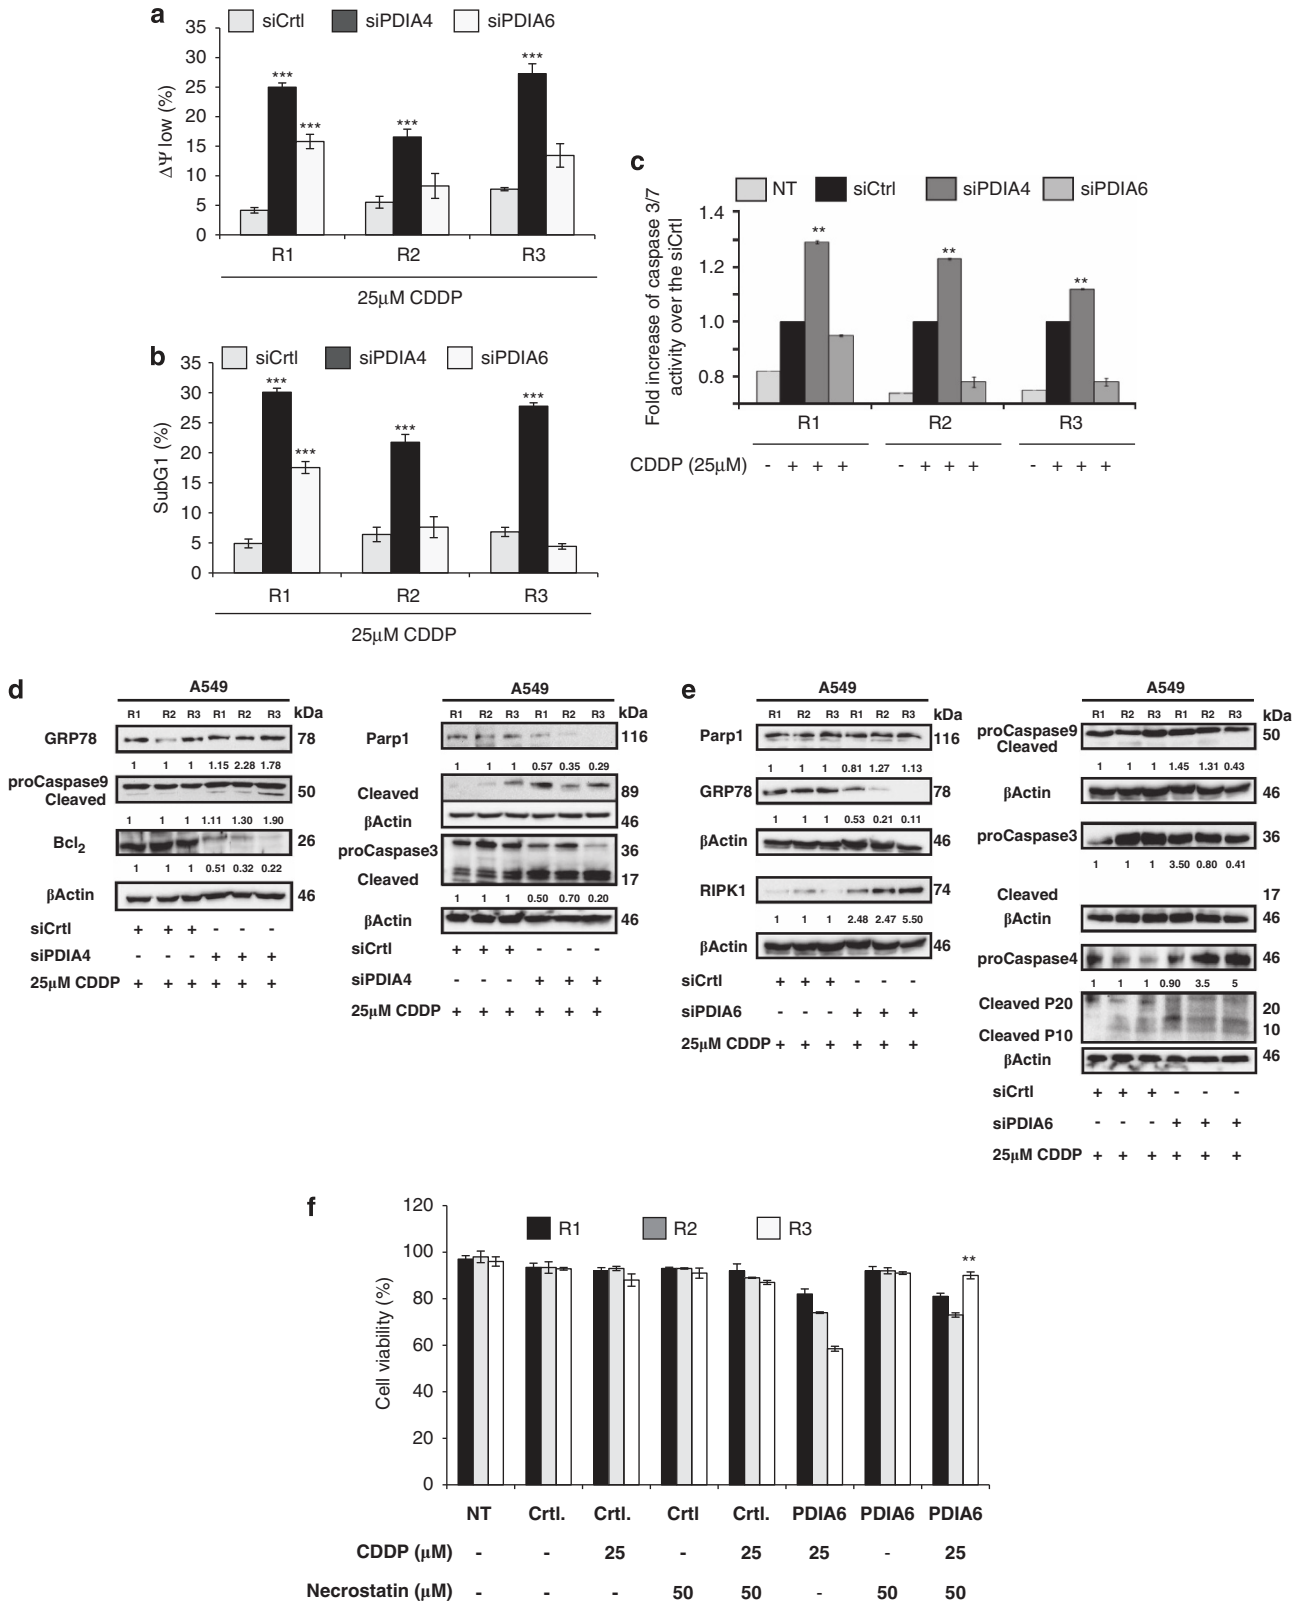 a
siCrtl siPDIA4 siPDIA6
35
30
25
20
15
10
5
0
ΔΨ low (%)
*** *** *** ***
R1 R2 R3
25μM CDDP
b
siCrtl siPDIA4 siPDIA6
35
30
25
20
15
10
5
0
SubG1 (%)
*** *** *** ***
R1 R2 R3
25μM CDDP
c
NT siCtrl siPDIA4 siPDIA6
1.4
1.2
1.0
0.8
Fold increase of caspase 3/7
activity over the siCrtl
** ** **
R1 R2 R3
CDDP (25μM) - + + + - + + + - + + +
d
A549
R1 R2 R3 R1 R2 R3 kDa
GRP78 78
1 1 1 1.15 2.28 1.78
proCaspase9
Cleaved 50
1 1 1 1.11 1.30 1.90
Bcl2 26
1 1 1 0.51 0.32 0.22
βActin 46
siCrtl + + + - - -
siPDIA4 - - - + + +
25μM CDDP + + + + + +
A549
R1 R2 R3 R1 R2 R3 kDa
Parp1 116
1 1 1 0.57 0.35 0.29
Cleaved 89
βActin 46
proCaspase3 36
Cleaved 17
1 1 1 0.50 0.70 0.20
βActin 46
siCrtl + + + - - -
siPDIA4 - - - + + +
25μM CDDP + + + + + +
e
A549
R1 R2 R3 R1 R2 R3 kDa
Parp1 116
1 1 1 0.81 1.27 1.13
GRP78 78
1 1 1 0.53 0.21 0.11
βActin 46
RIPK1 74
1 1 1 2.48 2.47 5.50
βActin 46
siCrtl + + + - - -
siPDIA6 - - - + + +
25μM CDDP + + + + + +
A549
R1 R2 R3 R1 R2 R3 kDa
proCaspase9 50
Cleaved
1 1 1 1.45 1.31 0.43
βActin 46
proCaspase3 36
1 1 1 3.50 0.80 0.41
Cleaved 17
βActin 46
proCaspase4 46
1 1 1 0.90 3.5 5
Cleaved P20 20
Cleaved P10 10
βActin 46
siCrtl + + + - - -
siPDIA6 - - - + + +
25μM CDDP + + + + + +
f
R1 R2 R3
120
100
80
60
40
20
0
Cell viability (%)
**
NT Crtl. Crtl. Crtl Crtl. PDIA6 PDIA6 PDIA6
CDDP (μM) - - 25 - 25 25 - 25
Necrostatin (μM) - - - 50 50 - 50 50